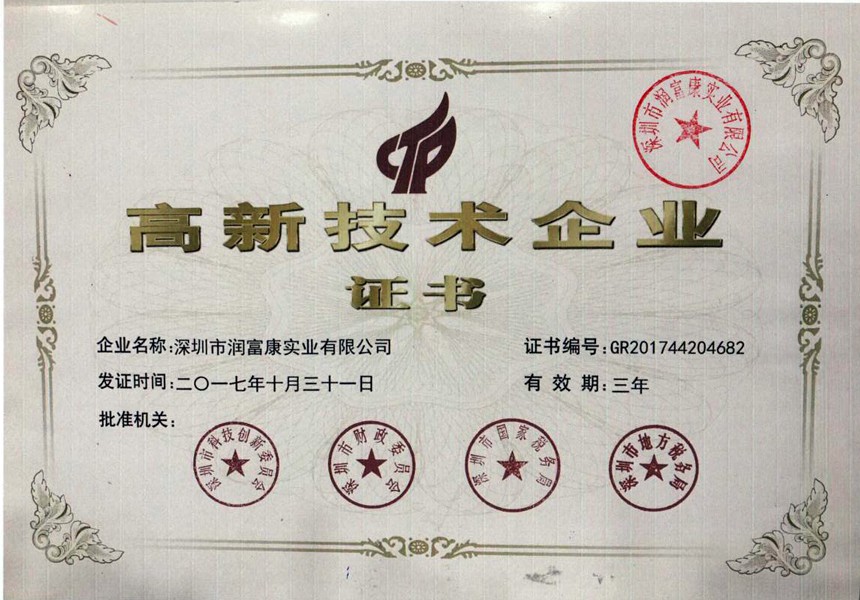 深圳市润富康实业有限公司
高新技术企业
证书
企业名称:深圳市润富康实业有限公司
证书编号:GR201744204682
发证时间:二〇一七年十月三十一日
有效期:三年
批准机关:
深圳市科技创新委员会
深圳市财政委员会
深圳市国家税务局
深圳市地方税务局